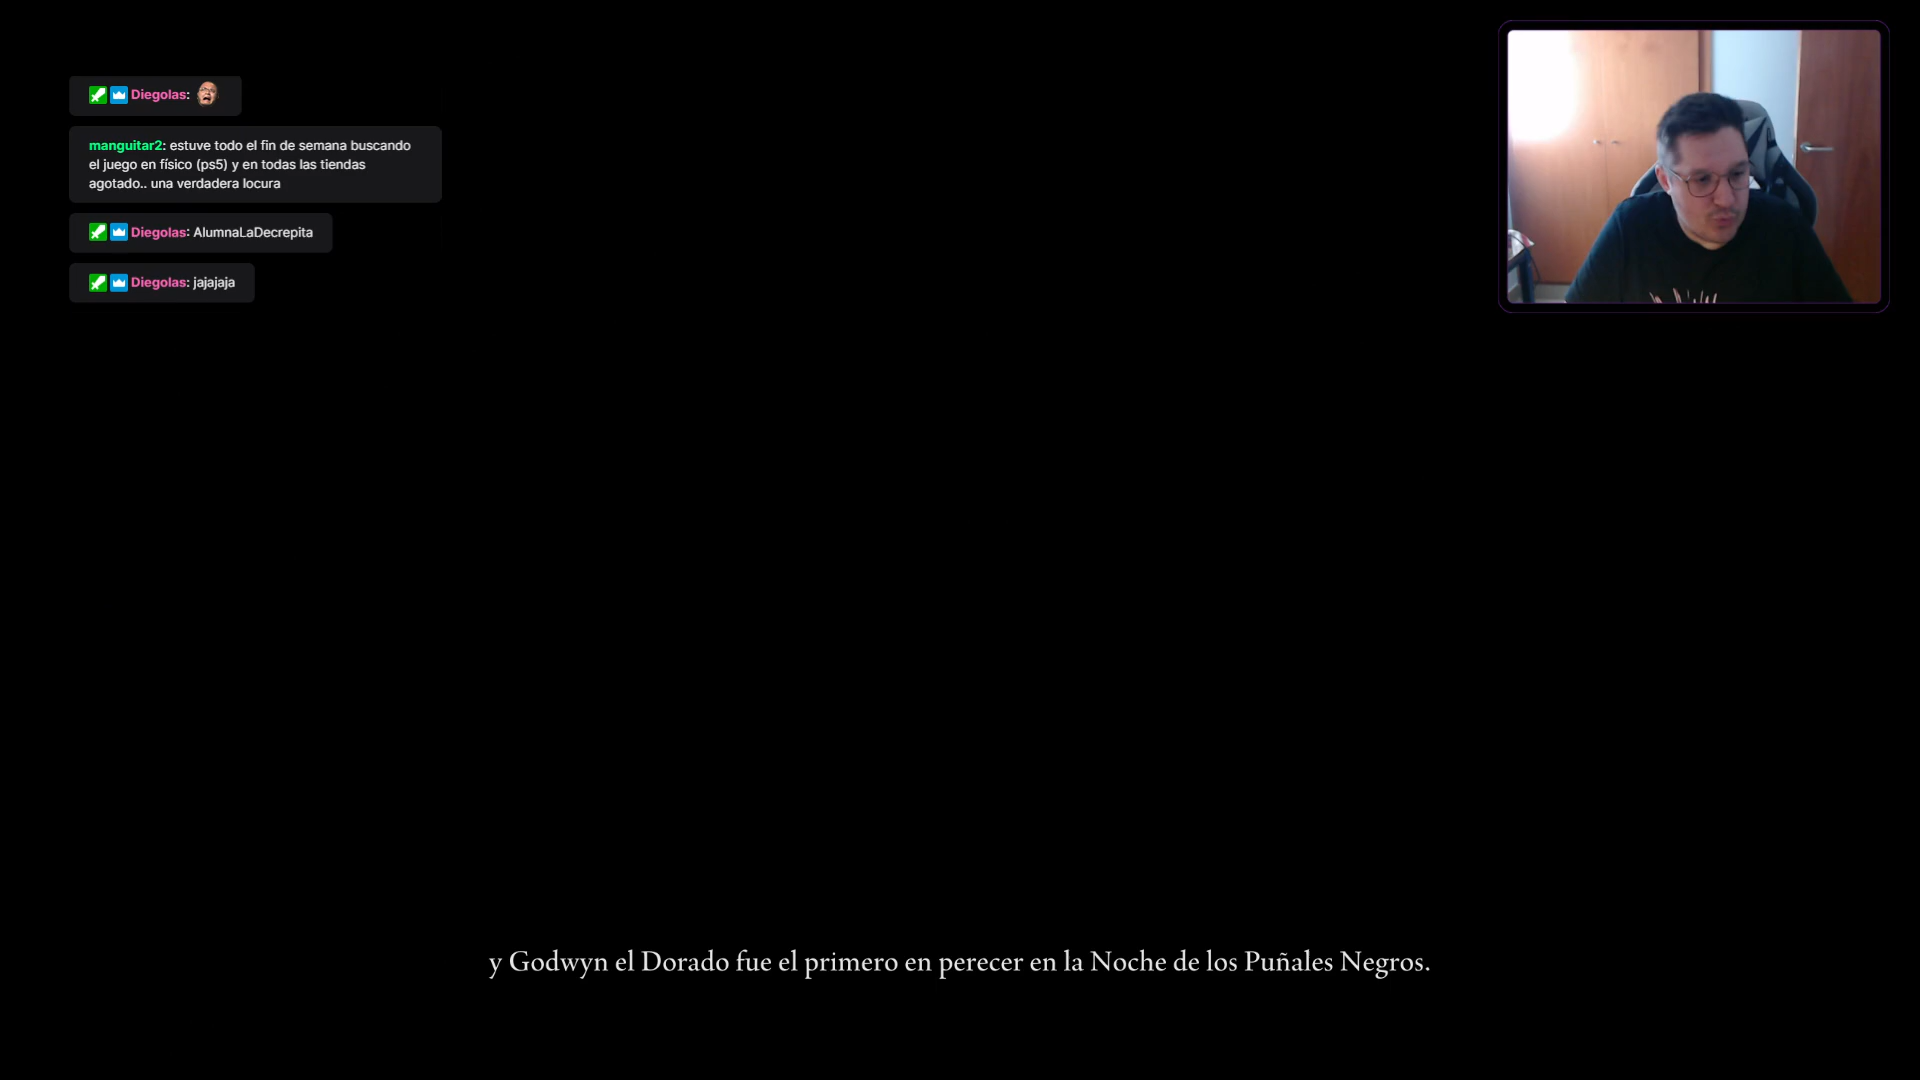 Diegolas:
manguitar2: estuve todo el fin de semana buscando
el juego en físico (ps5) y en todas las tiendas
agotado.. una verdadera locura
Diegolas: AlumnaLaDecrepita
Diegolas: jajajaja
y Godwyn el Dorado fue el primero en perecer en la Noche de los Puñales Negros.